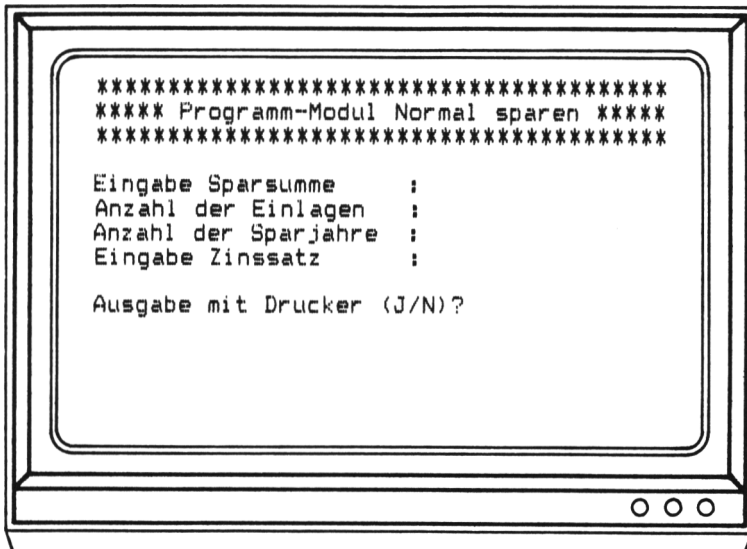 ****************************************
***** Programm-Modul Normal sparen *****
****************************************
Eingabe Sparsumme :
Anzahl der Einlagen :
Anzahl der Sparjahre :
Eingabe Zinssatz :
Ausgabe mit Drucker (J/N)?